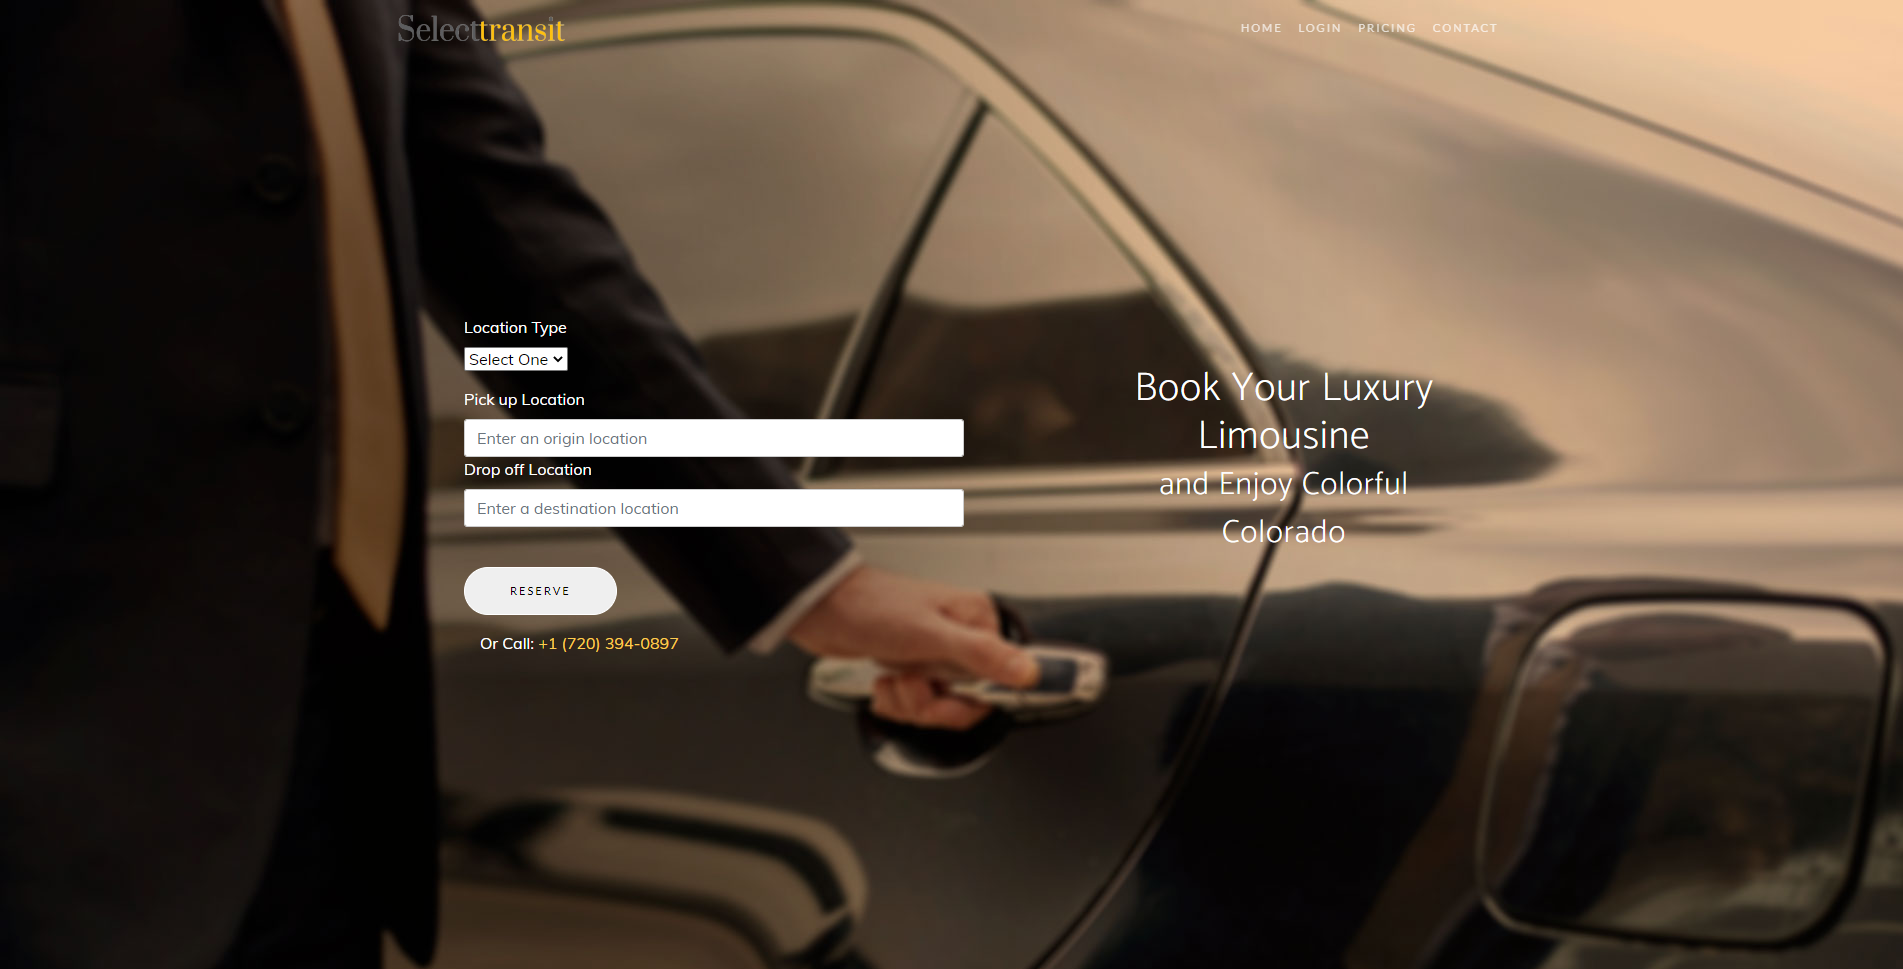 Selecttransit
HOME LOGIN PRICING CONTACT
Location Type
Select One
Pick up Location
Enter an origin location
Drop off Location
Enter a destination location
RESERVE
Or Call: +1 (720) 394-0897
Book Your Luxury
Limousine
and Enjoy Colorful
Colorado